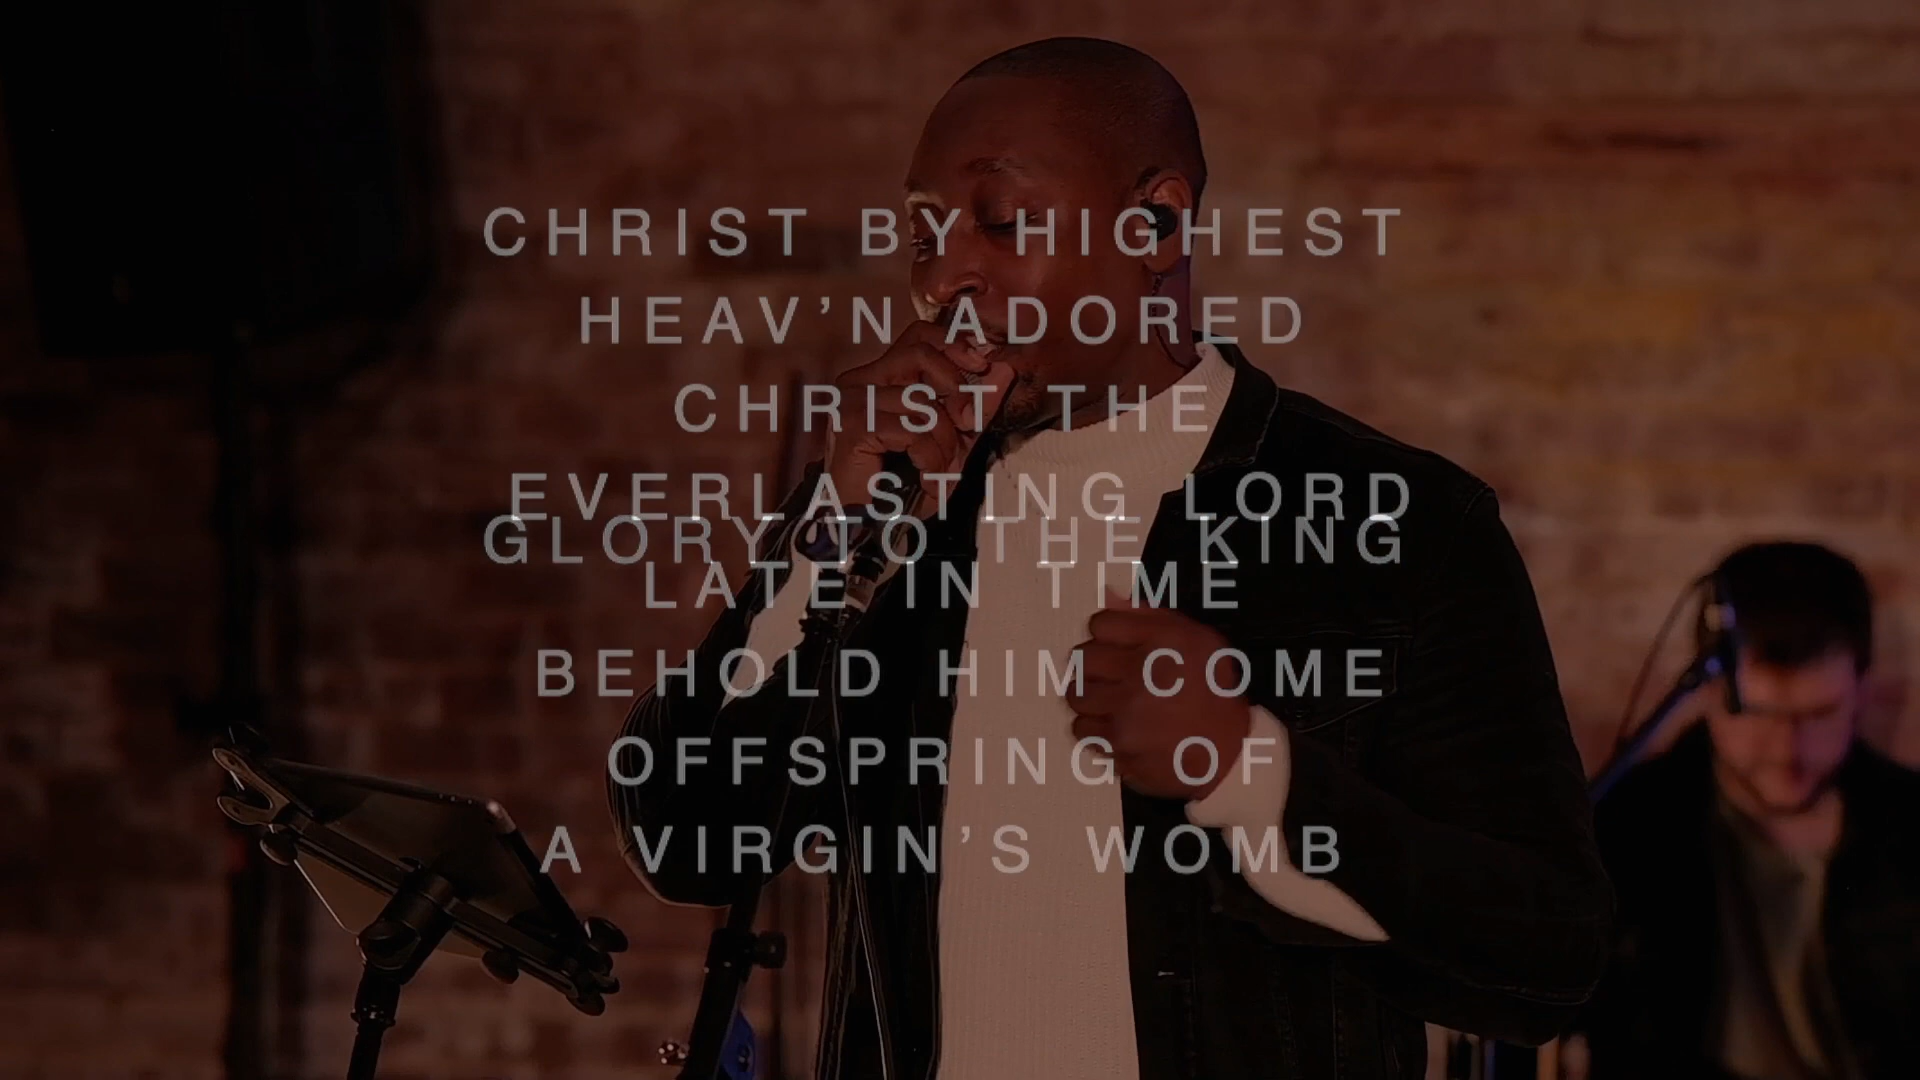 CHRIST BY HIGHEST
HEAV’N ADORED
CHRIST THE
EVERLASTING LORD
GLORY TO THE KING
LATE IN TIME
BEHOLD HIM COME
OFFSPRING OF
A VIRGIN’S WOMB